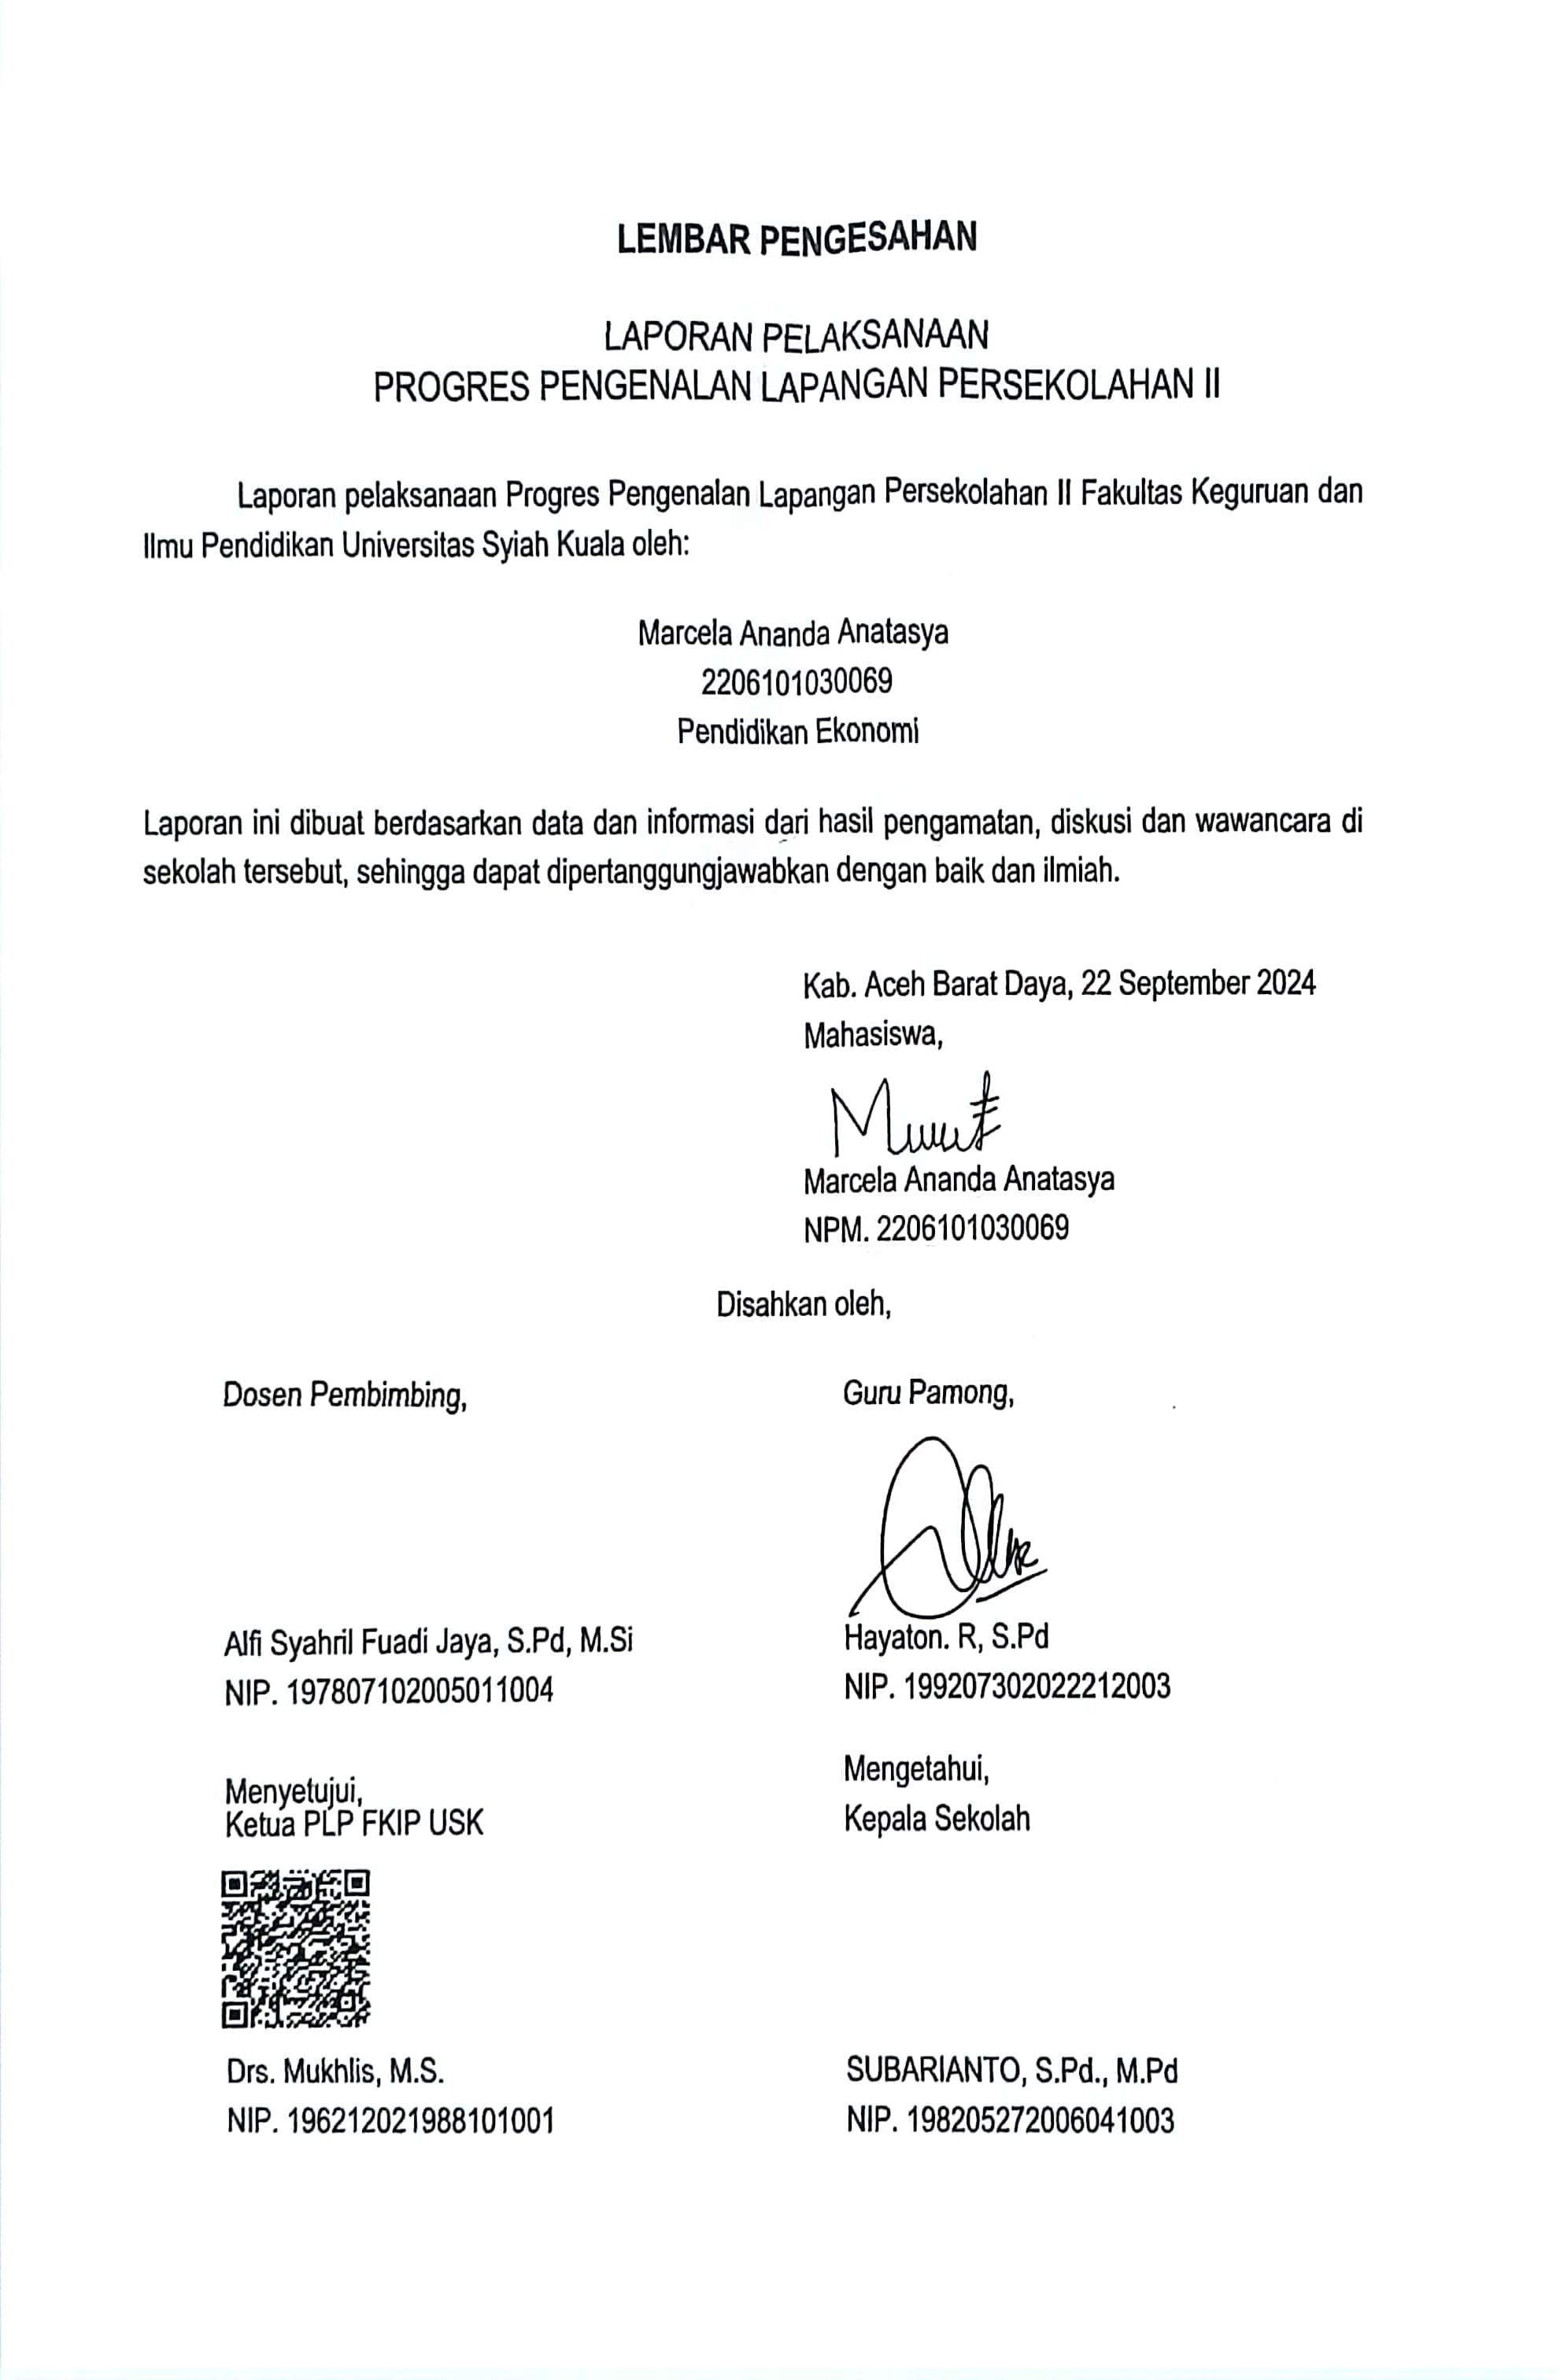 LEMBAR PENGESAHAN
LAPORAN PELAKSANAAN
PROGRES PENGENALAN LAPANGAN PERSEKOLAHAN II
Laporan pelaksanaan Progres Pengenalan Lapangan Persekolahan II Fakultas Keguruan dan
Ilmu Pendidikan Universitas Syiah Kuala oleh:
Marcela Ananda Anatasya
2206101030069
Pendidikan Ekonomi
Laporan ini dibuat berdasarkan data dan informasi dari hasil pengamatan, diskusi dan wawancara di
sekolah tersebut, sehingga dapat dipertanggungjawabkan dengan baik dan ilmiah.
Kab. Aceh Barat Daya, 22 September 2024
Mahasiswa,
Marcela Ananda Anatasya
NPM. 2206101030069
Disahkan oleh,
Dosen Pembimbing,
Alfi Syahril Fuadi Jaya, S.Pd, M.Si
NIP. 197807102005011004
Guru Pamong,
Hayaton. R, S.Pd
NIP. 199207302022212003
Menyetujui,
Ketua PLP FKIP USK
Drs. Mukhlis, M.S.
NIP. 196212021988101001
Mengetahui,
Kepala Sekolah
SUBARIANTO, S.Pd., M.Pd
NIP. 198205272006041003